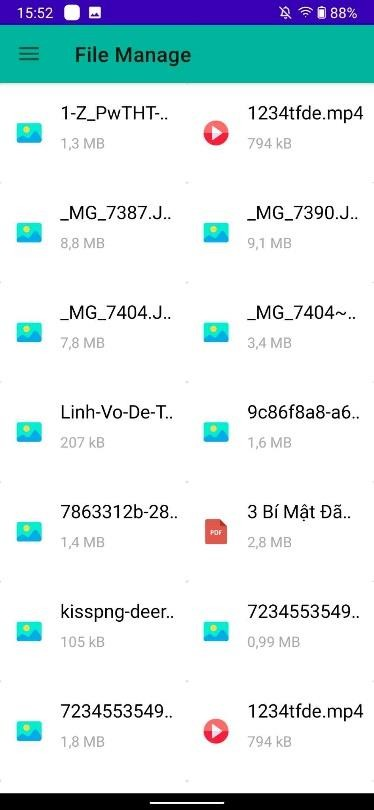 15:52 88%
File Manage
1-Z_PwTHT-..
1,3 MB
1234tfde.mp4
794 kB
_MG_7387.J..
8,8 MB
_MG_7390.J..
9,1 MB
_MG_7404.J..
7,8 MB
_MG_7404~..
3,4 MB
Linh-Vo-De-T..
207 kB
9c86f8a8-a6..
1,6 MB
7863312b-28..
1,4 MB
PDF
3 Bí Mật Đã..
2,8 MB
kisspng-deer..
105 kB
7234553549..
0,99 MB
7234553549..
1,8 MB
1234tfde.mp4
794 kB